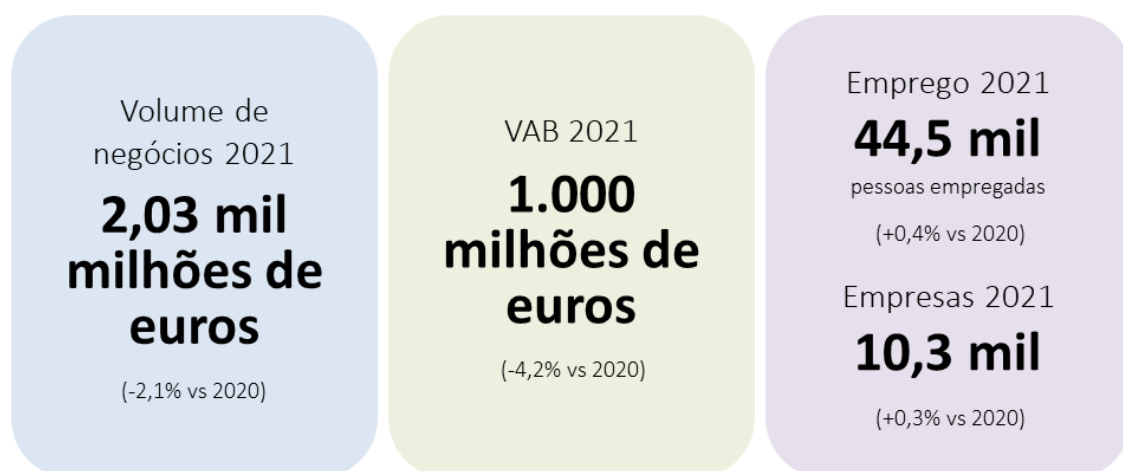 Volume de
negócios 2021
2,03 mil
milhões de
euros
(-2,1% vs 2020)
VAB 2021
1.000
milhões de
euros
(-4,2% vs 2020)
Emprego 2021
44,5 mil
pessoas empregadas
(+0,4% vs 2020)
Empresas 2021
10,3 mil
(+0,3% vs 2020)